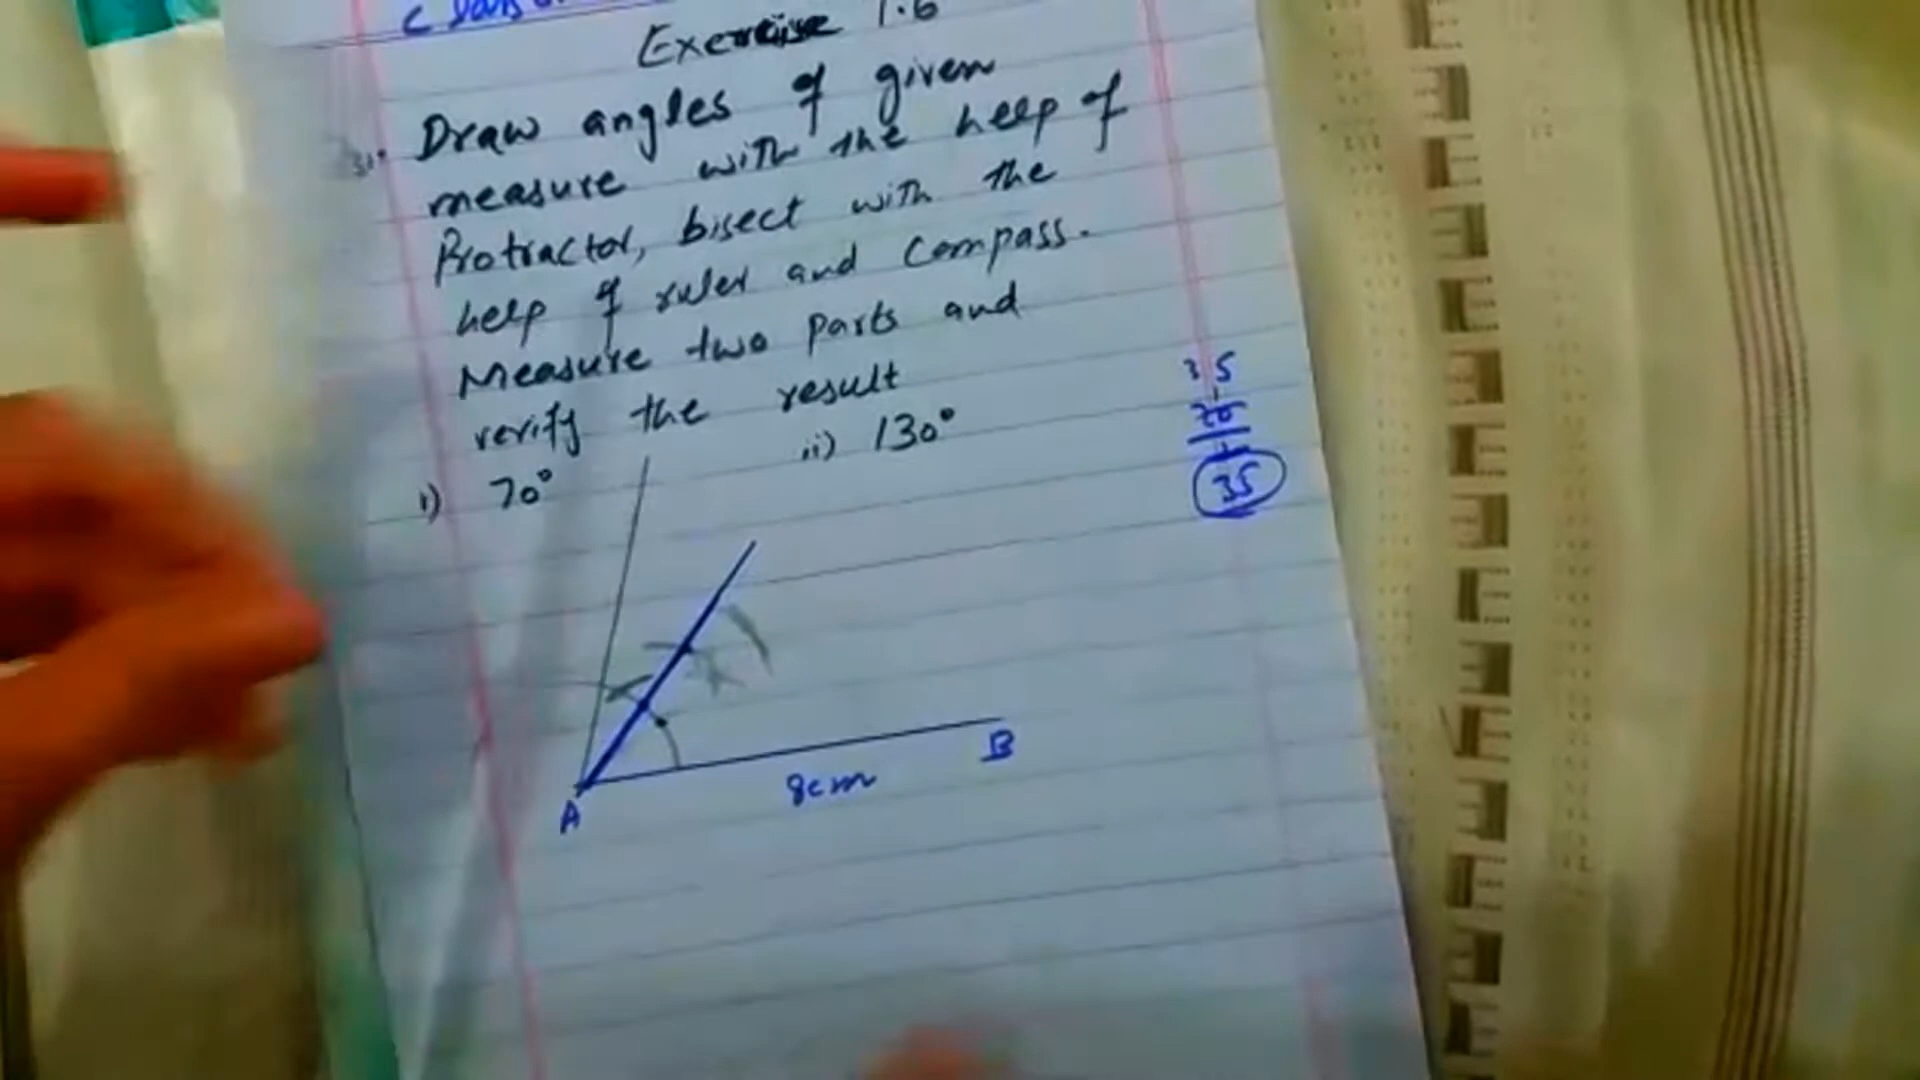 Exercise 1.6
Draw angles of given
measure with the help of
Protractor, bisect with the
help of ruler and compass.
Measure two parts and
verify the result
i) 70° ii) 130°
35
35
A
8cm
B